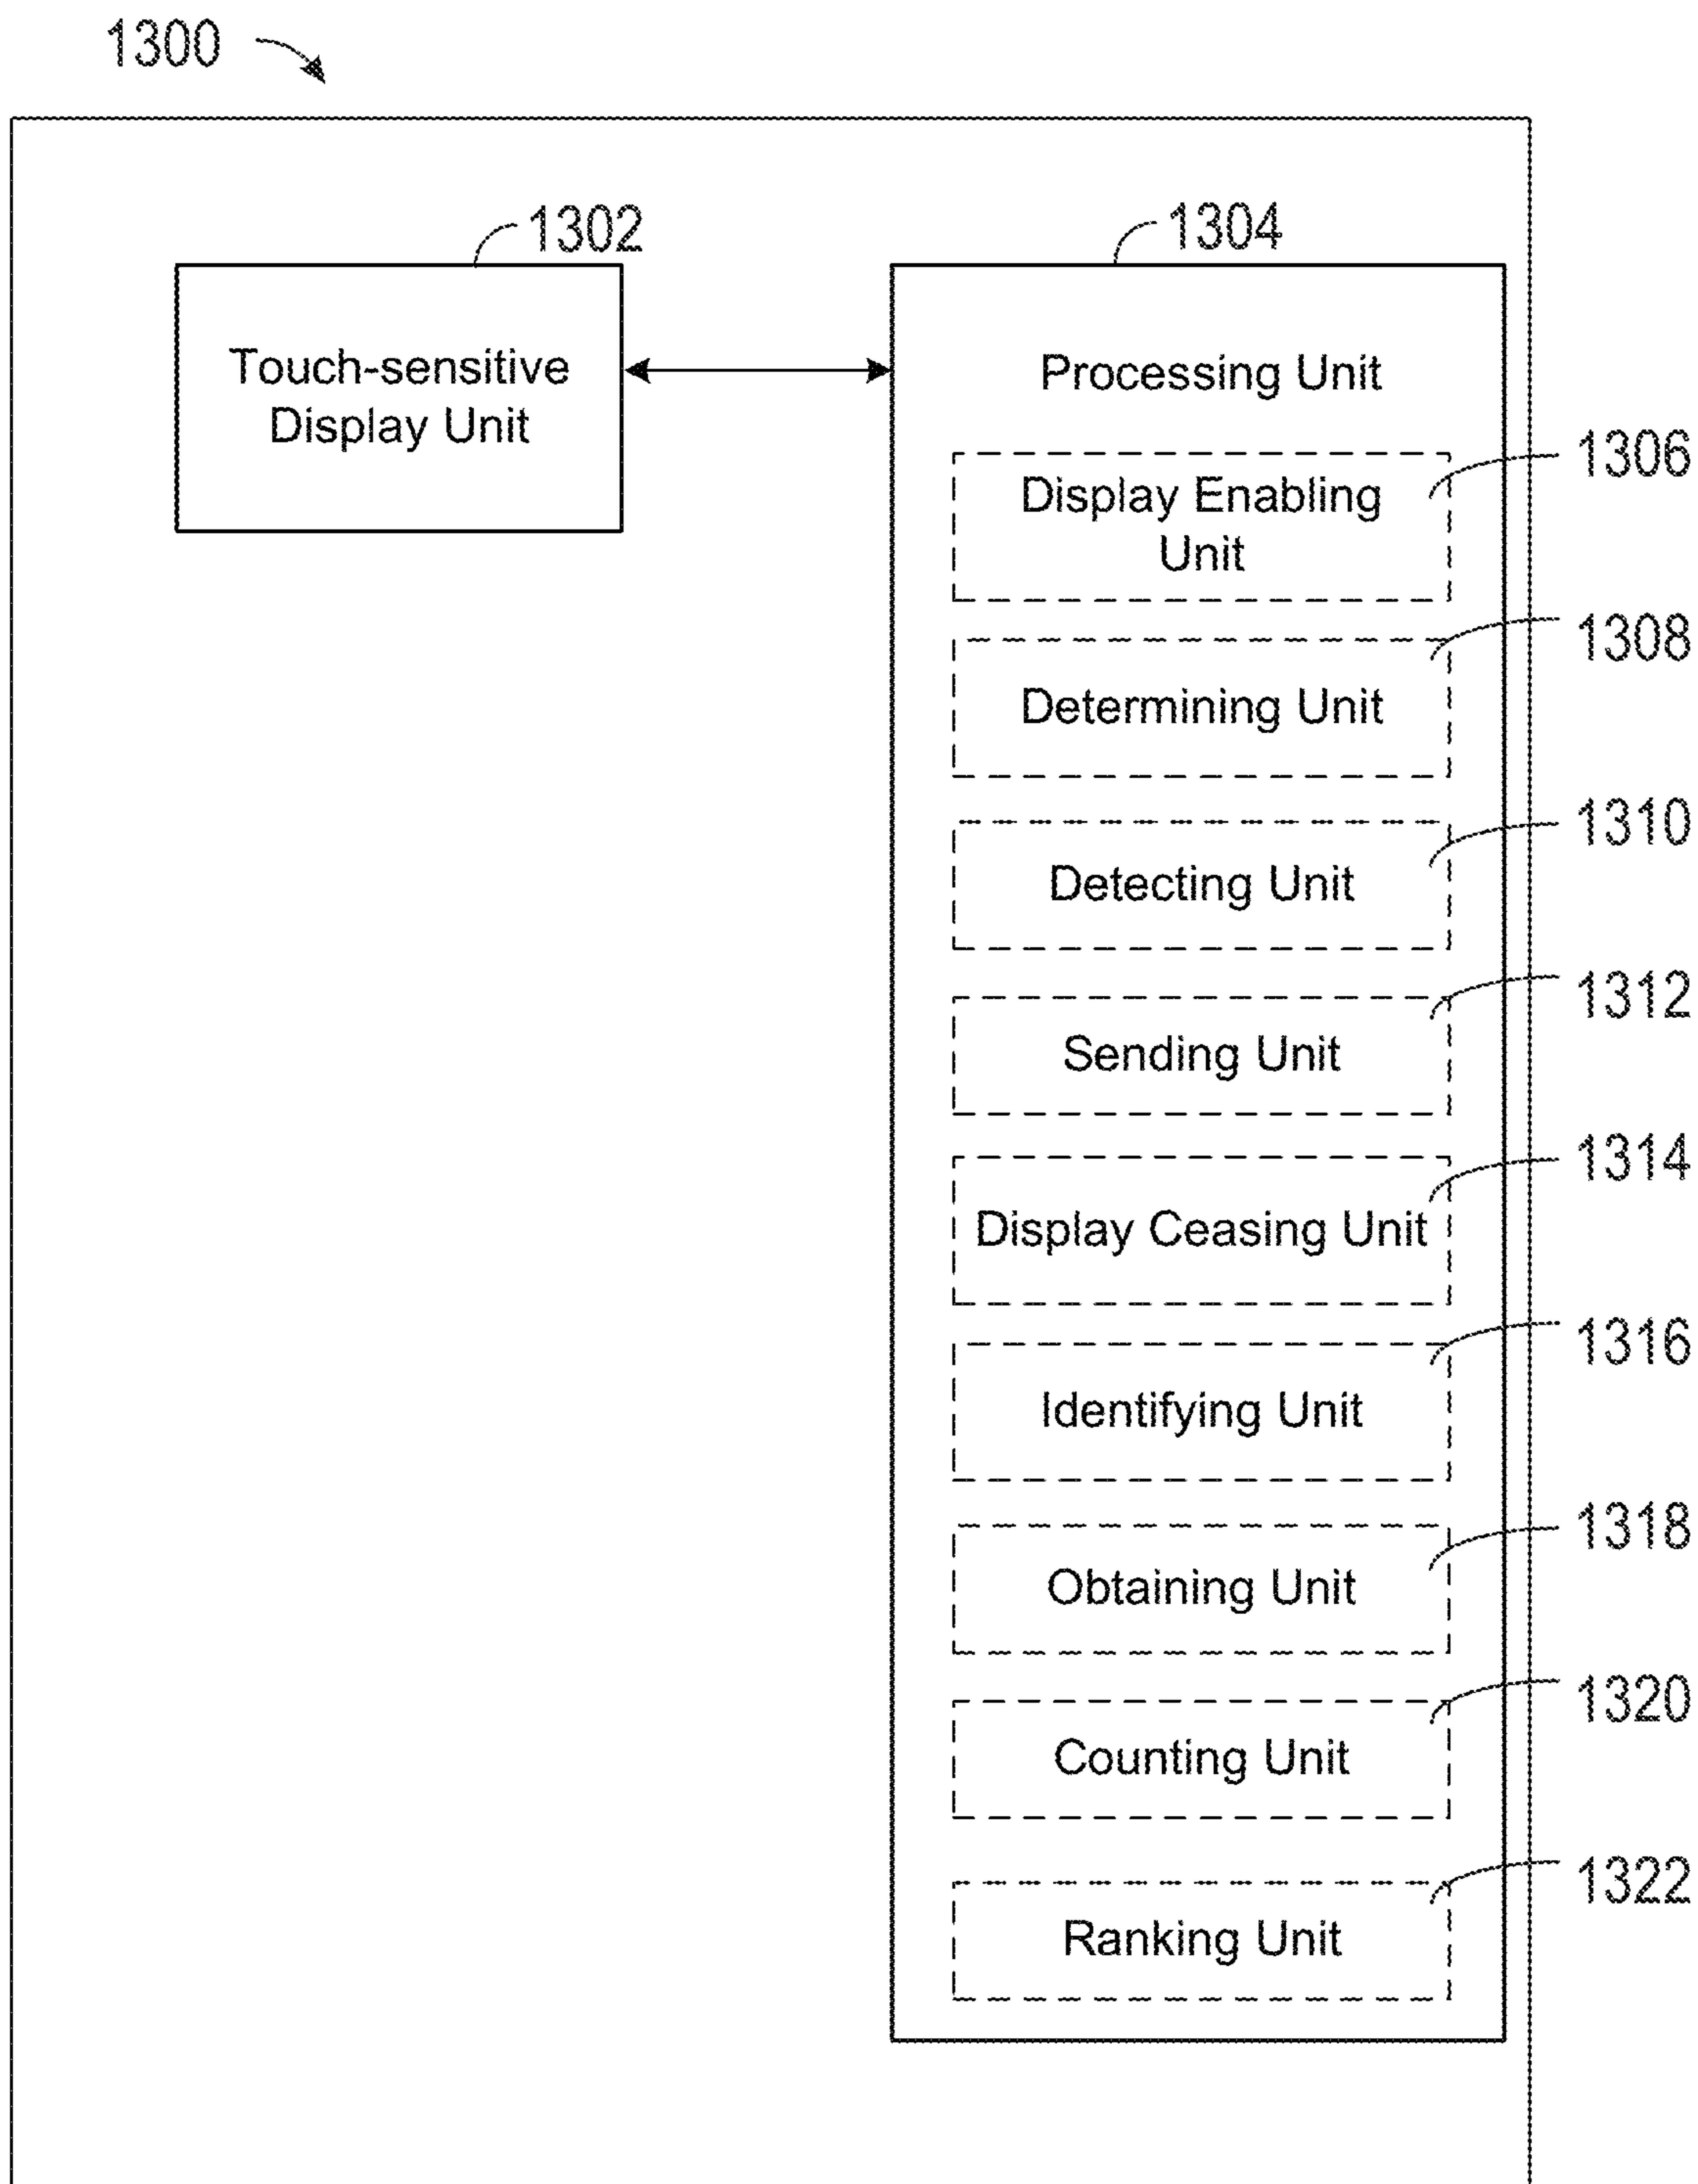 1300
1302
1304
Touch-sensitive
Display Unit
Processing Unit
1306
Display Enabling
Unit
1308
Determining Unit
1310
Detecting Unit
1312
Sending Unit
1314
Display Ceasing Unit
1316
Identifying Unit
1318
Obtaining Unit
1320
Counting Unit
1322
Ranking Unit